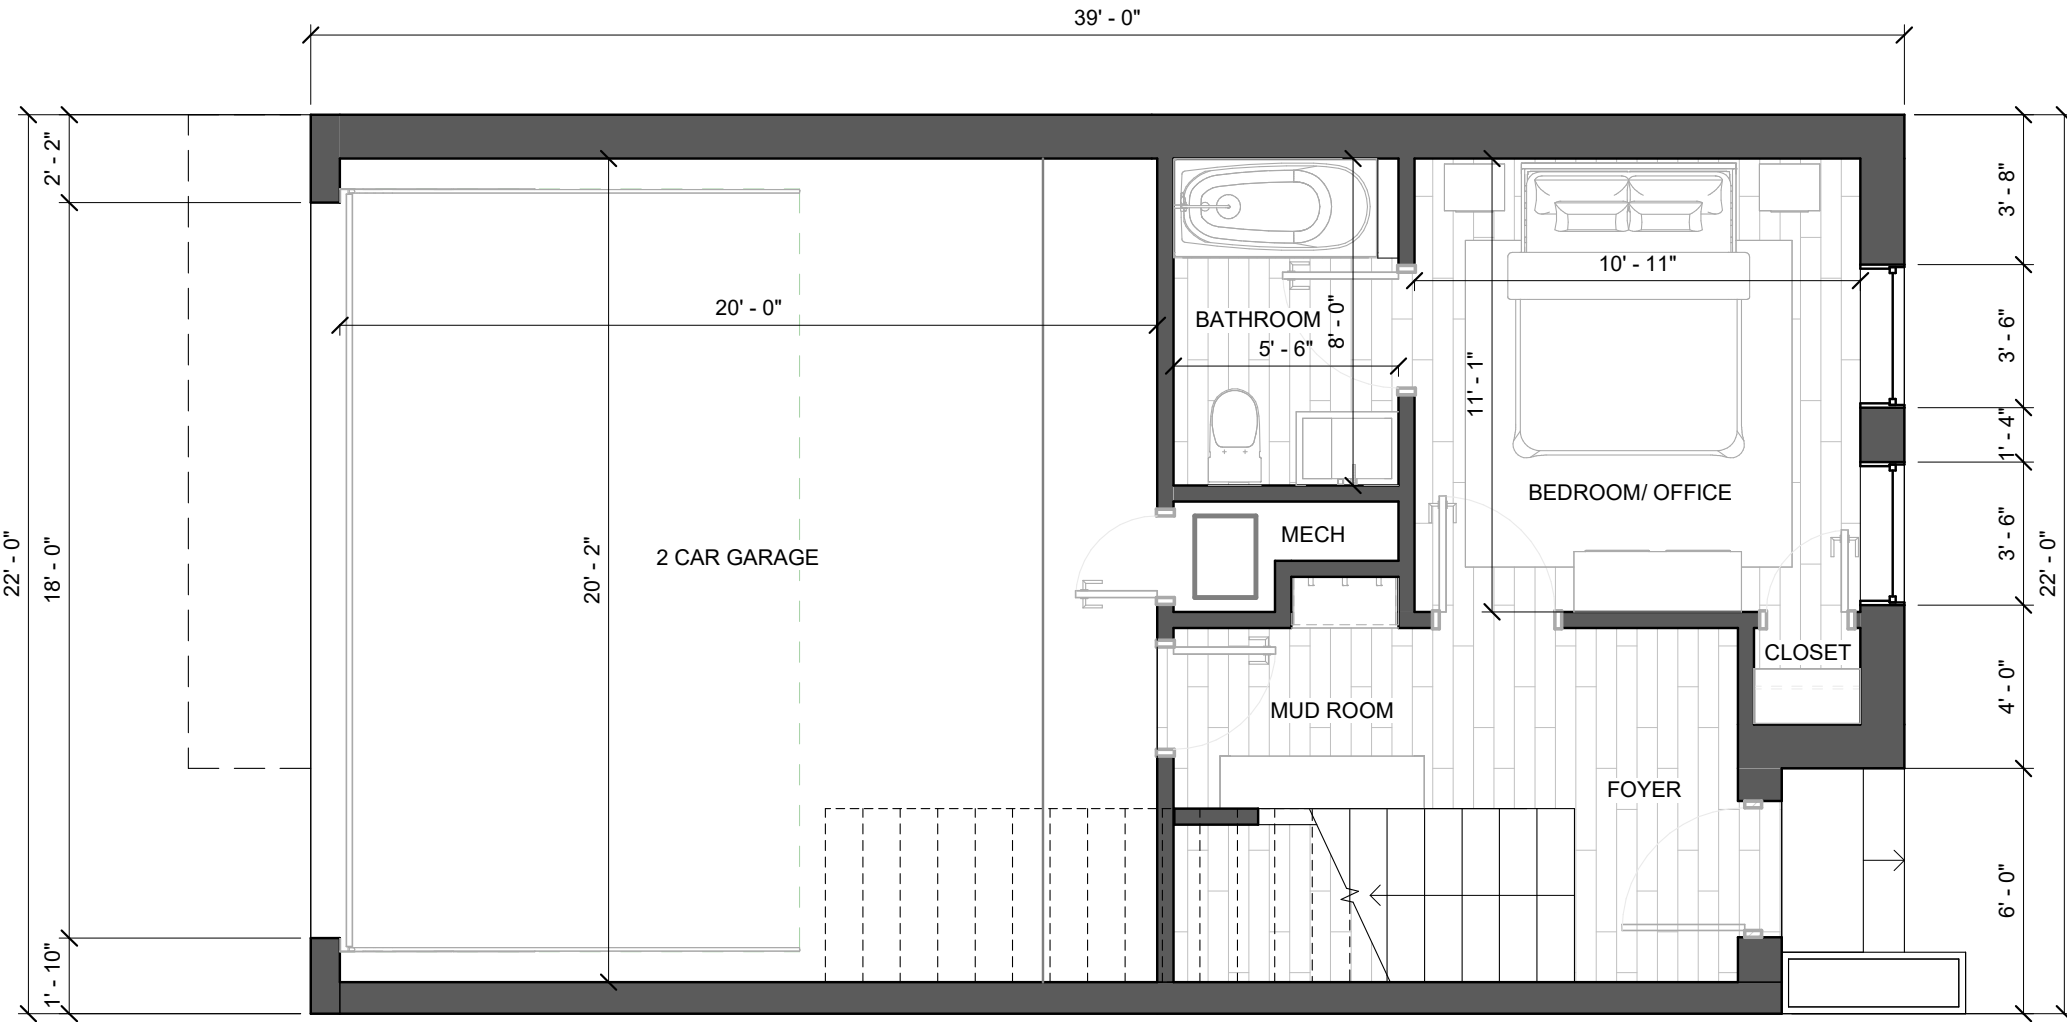 39' - 0"
2' - 2"
3' - 8"
10' - 11"
20' - 0"
BATHROOM
8' - 0"
5' - 6"
3' - 6"
11' - 1"
1' - 4"
BEDROOM/ OFFICE
MECH
22' - 0"
18' - 0"
20' - 2"
2 CAR GARAGE
3' - 6"
22' - 0"
CLOSET
4' - 0"
MUD ROOM
FOYER
6' - 0"
1' - 10"